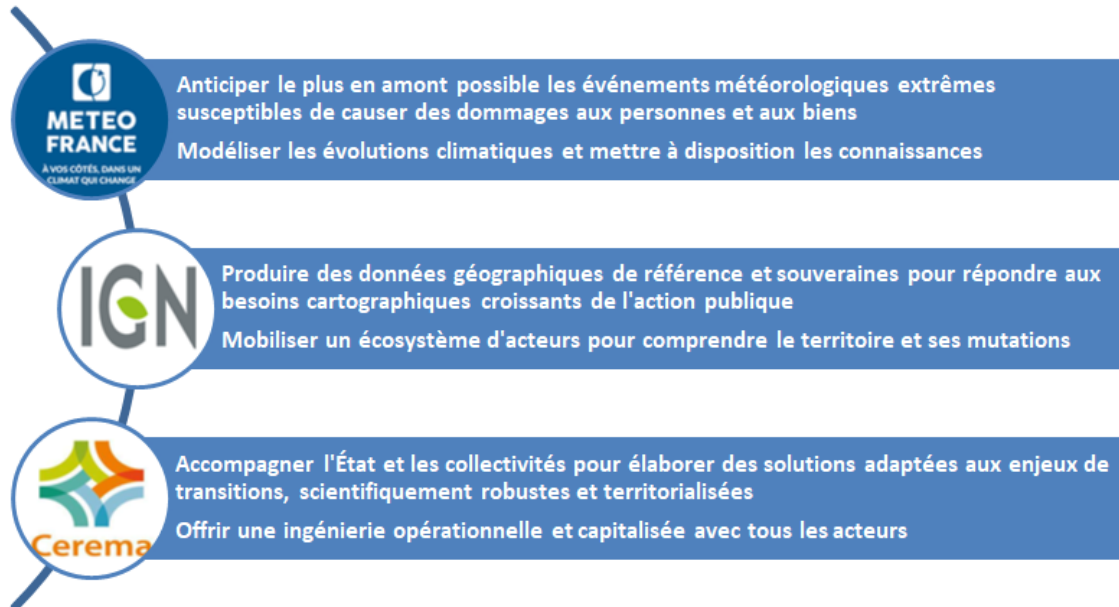 METEO
FRANCE
À VOS CÔTÉS, DANS UN
CLIMAT QUI CHANGE
Anticiper le plus en amont possible les événements météorologiques extrêmes
susceptibles de causer des dommages aux personnes et aux biens
Modéliser les évolutions climatiques et mettre à disposition les connaissances
IGN
Produire des données géographiques de référence et souveraines pour répondre aux
besoins cartographiques croissants de l'action publique
Mobiliser un écosystème d'acteurs pour comprendre le territoire et ses mutations
Cerema
Accompagner l'État et les collectivités pour élaborer des solutions adaptées aux enjeux de
transitions, scientifiquement robustes et territorialisées
Offrir une ingénierie opérationnelle et capitalisée avec tous les acteurs